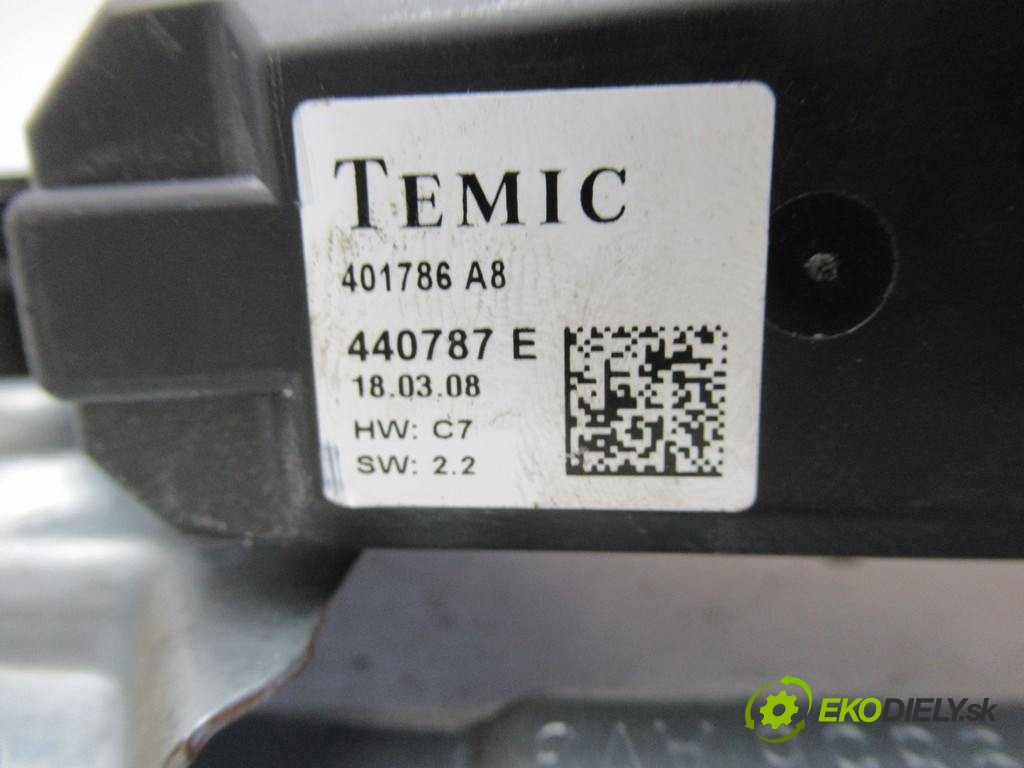 TEMIC
401786 A8
440787 E
18.03.08
HW: C7
SW: 2.2
EKODIELY.sk